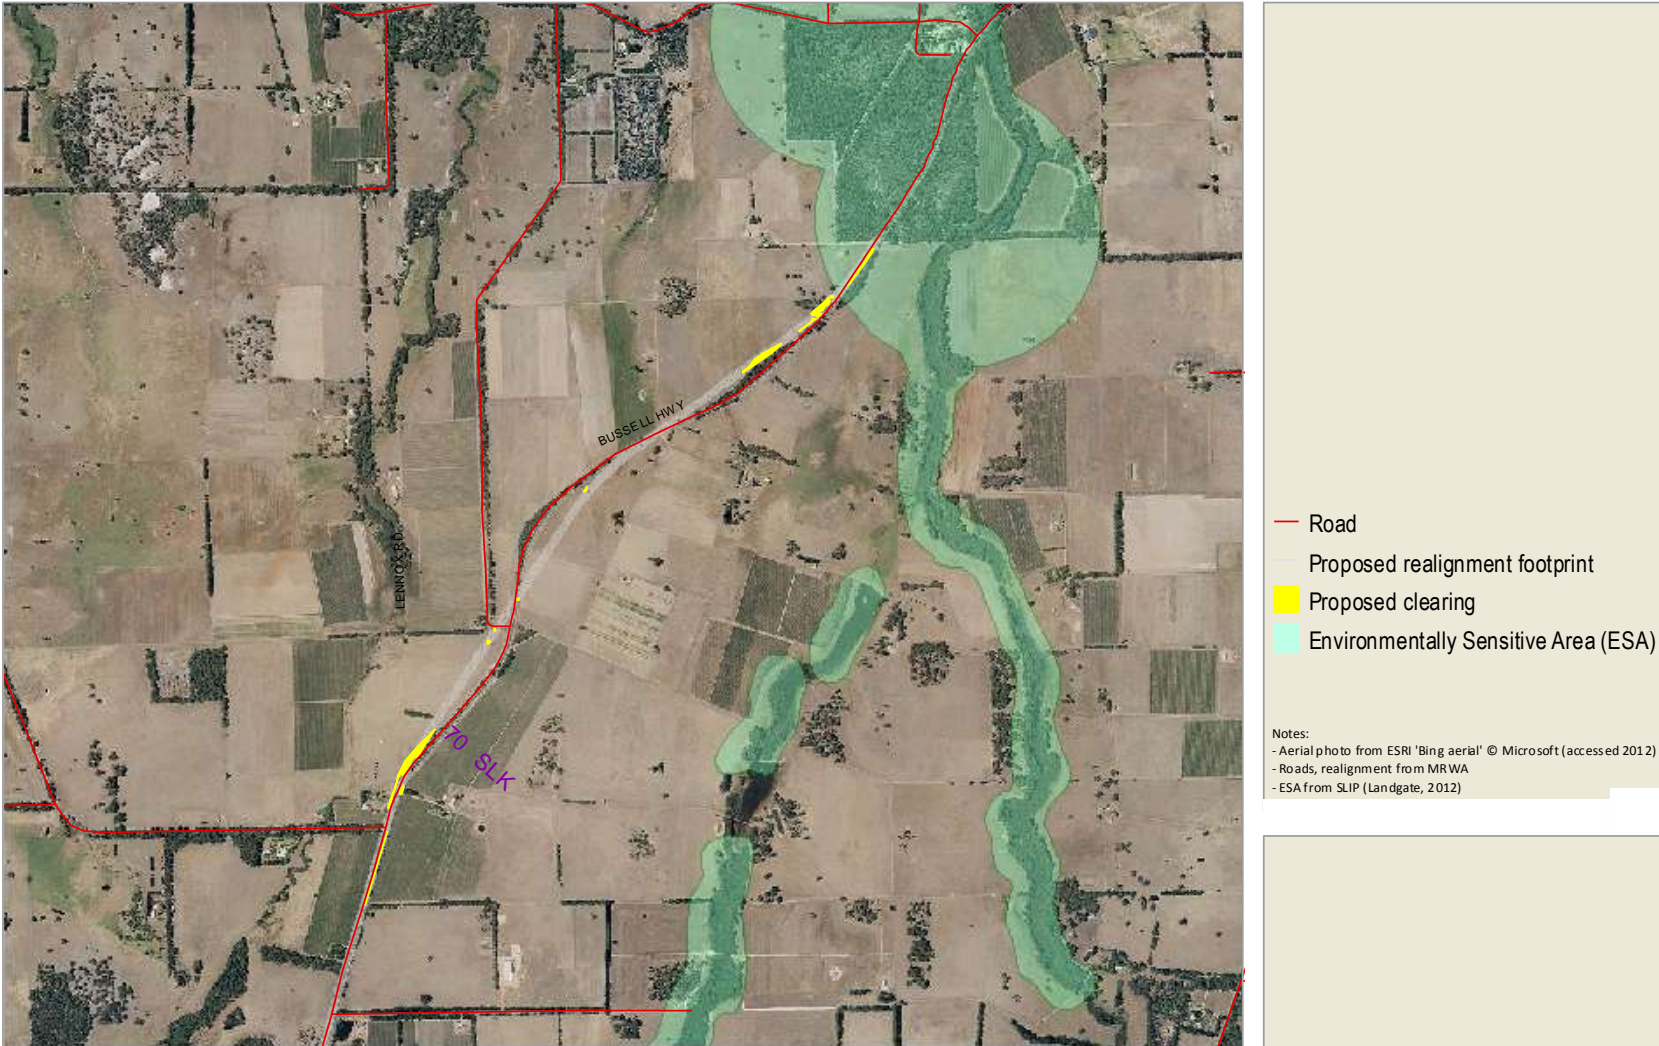 BUSSELL HWY
LENNOX RD
70 SLK
Road
Proposed realignment footprint
Proposed clearing
Environmentally Sensitive Area (ESA)
Notes:
- Aerial photo from ESRI 'Bing aerial' © Microsoft (accessed 2012)
- Roads, realignment from MRWA
- ESA from SLIP (Landgate, 2012)